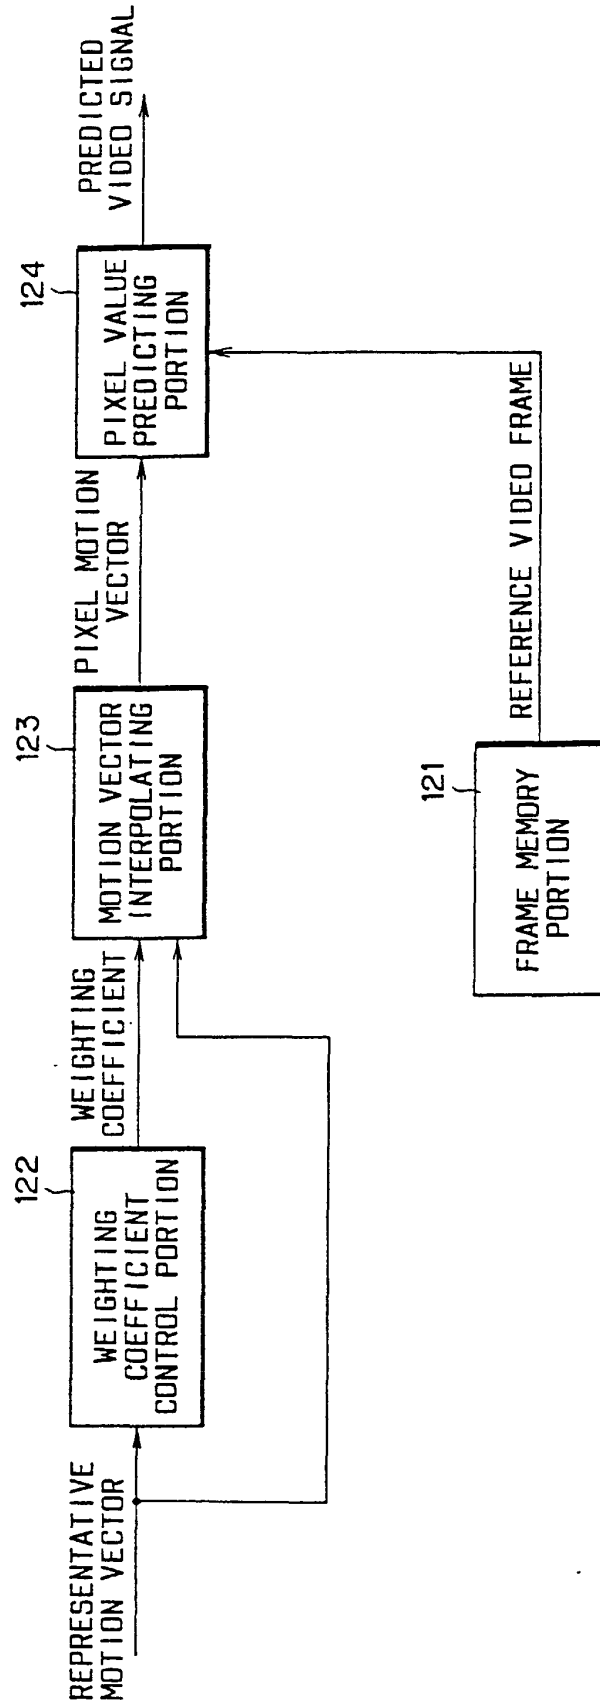 REPRESENTATIVE
MOTION VECTOR
122
WEIGHTING
COEFFICIENT
CONTROL PORTION
WEIGHTING
COEFFICIENT
123
MOTION VECTOR
INTERPOLATING
PORTION
PIXEL MOTION
VECTOR
124
PIXEL VALUE
PREDICTING
PORTION
PREDICTED
VIDEO SIGNAL
121
FRAME MEMORY
PORTION
REFERENCE VIDEO FRAME